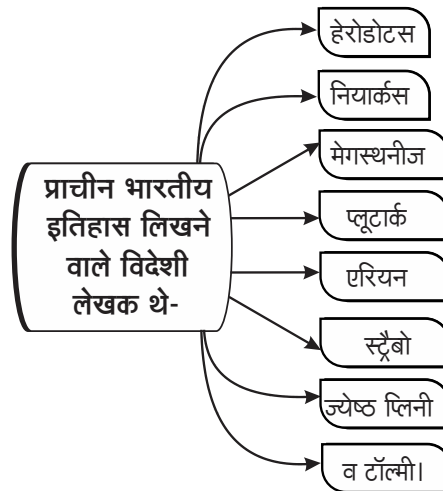 प्राचीन भारतीय
इतिहास लिखने
वाले विदेशी
लेखक थे-
हेरोडोटस
नियार्कस
मेगस्थनीज
प्लूटार्क
एरियन
स्ट्रैबो
ज्येष्ठ प्लिनी
व टॉल्मी।